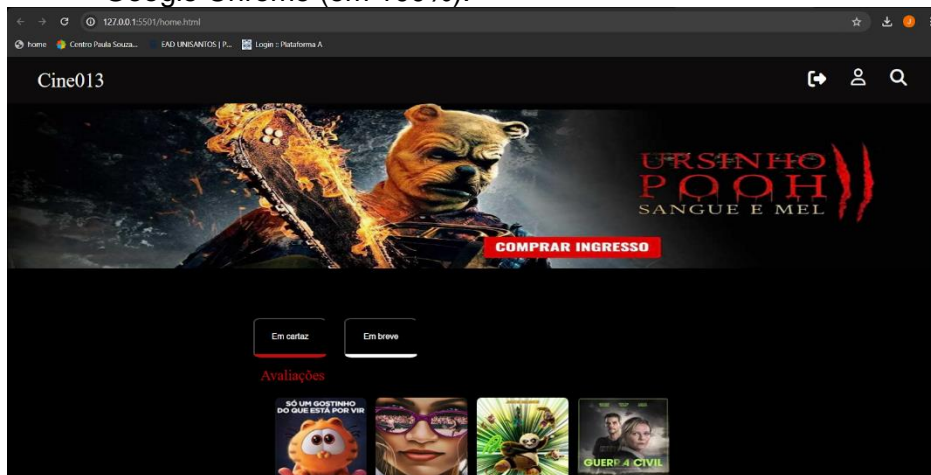 Google Chrome (em 100%).
127.0.0.1:5501/home.html
home Centro Paula Souza... EAD UNISANTOS | P... Login :: Plataforma A
Cine013
URSINHO
POOH II
SANGUE E MEL
COMPRAR INGRESSO
Em cartaz Em breve
Avaliações
SÓ UM GOSTINHO
DO QUE ESTÁ POR VIR
GUERRA CIVIL